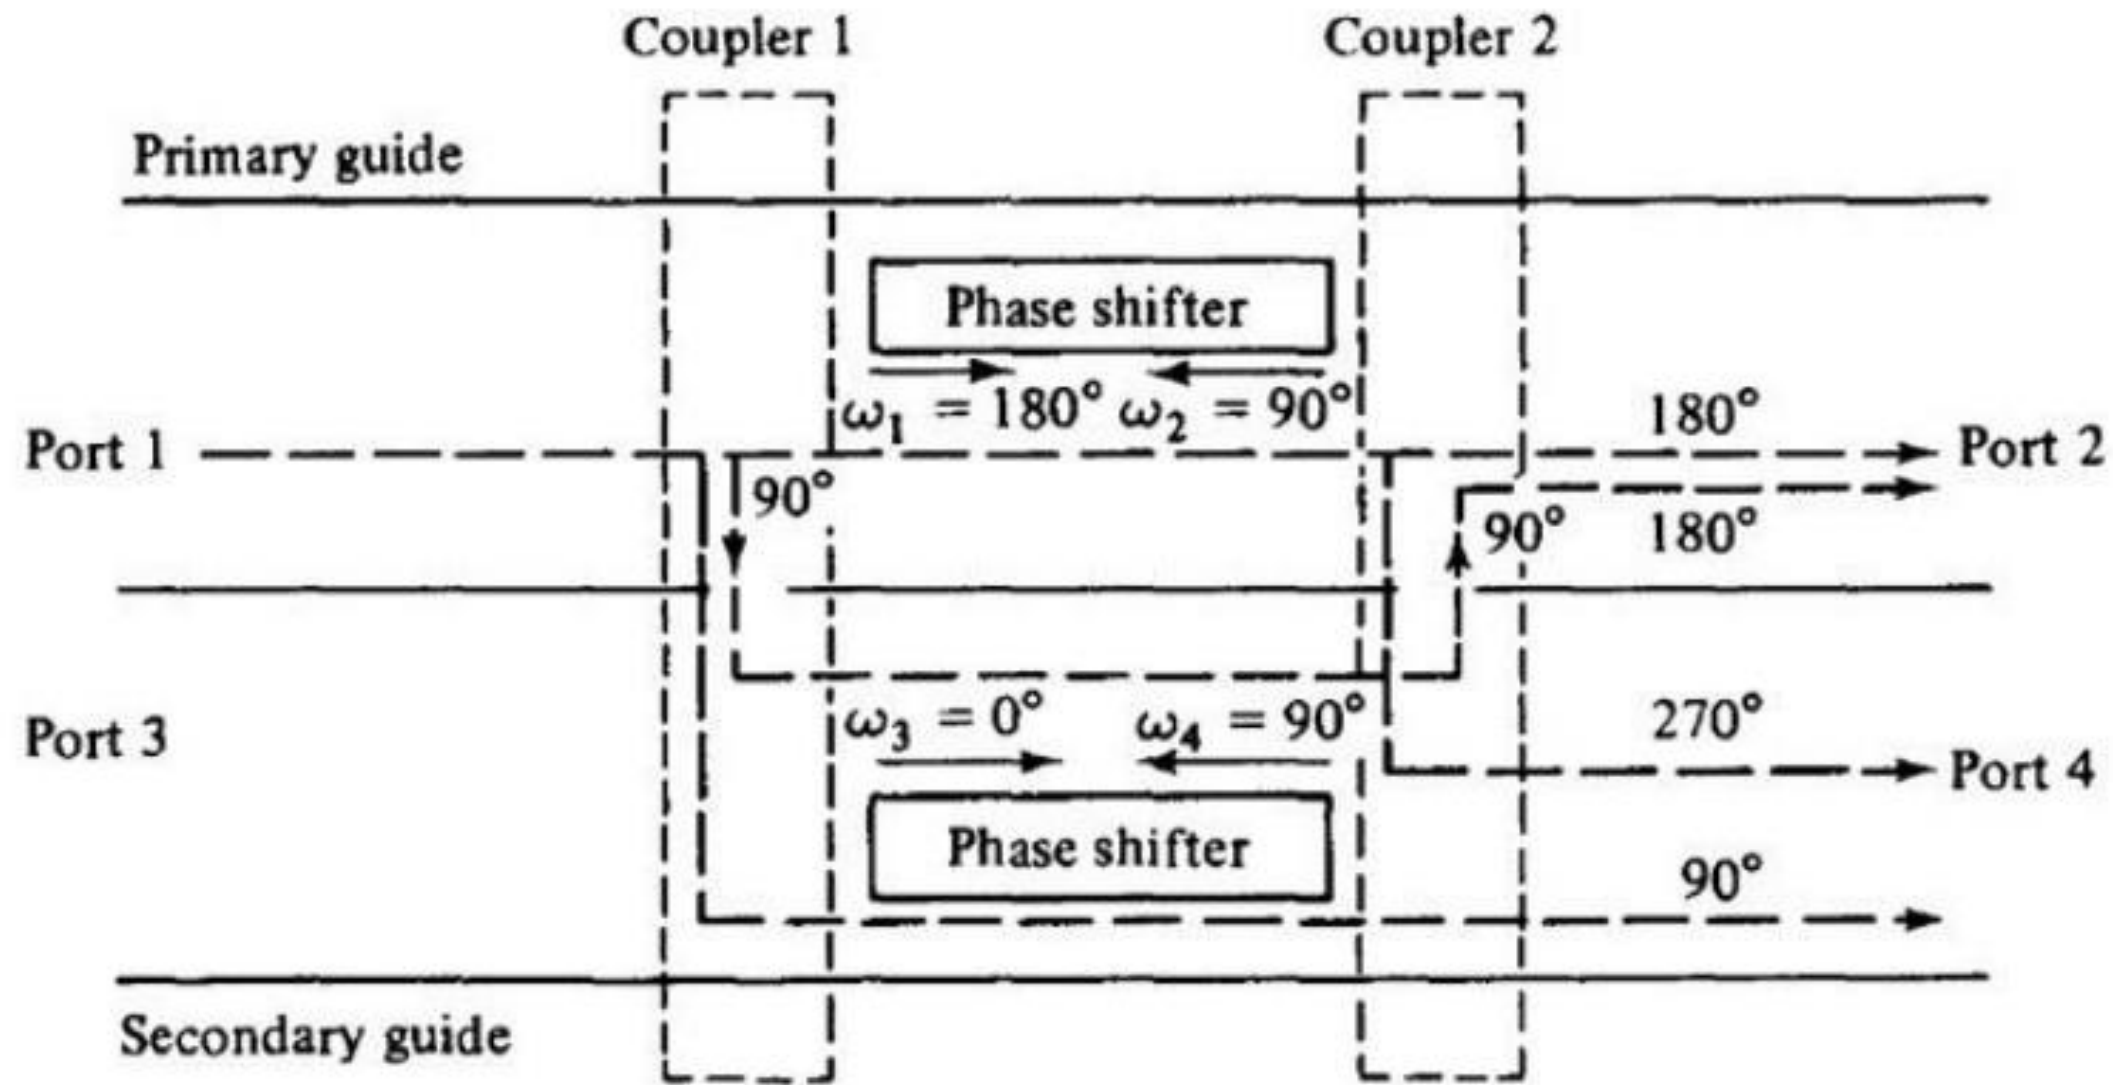 Coupler 1 Coupler 2
Primary guide
Phase shifter
ω₁ = 180° ω₂ = 90°
180°
Port 1 Port 2
90°
90° 180°
ω₃ = 0° ω₄ = 90°
270°
Port 3
Port 4
Phase shifter
90°
Secondary guide